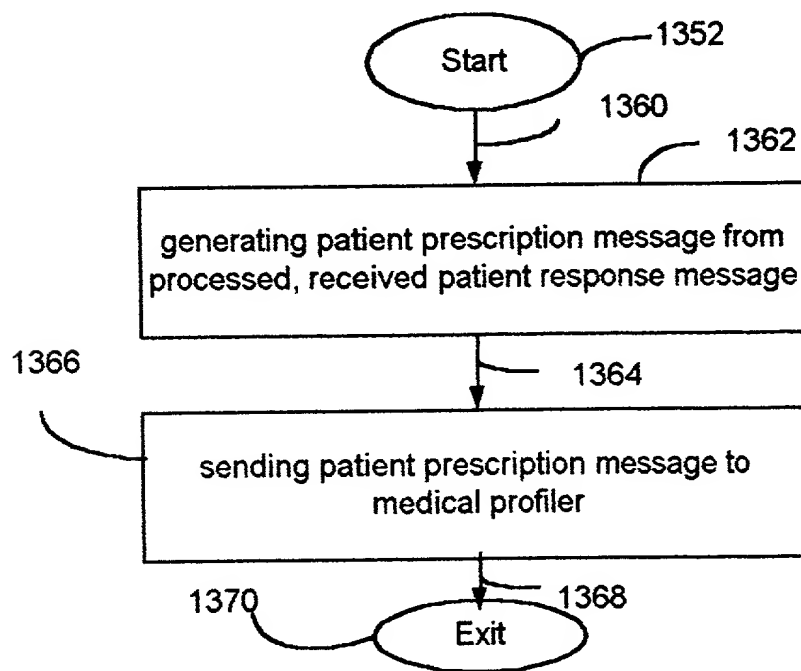 Start
1352
1360
1362
generating patient prescription message from
processed, received patient response message
1366
1364
sending patient prescription message to
medical profiler
1370
1368
Exit